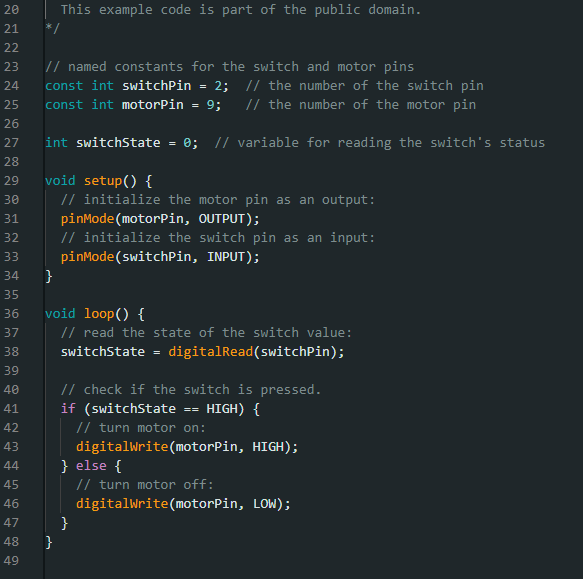 20 This example code is part of the public domain.
21 */
22
23 // named constants for the switch and motor pins
24 const int switchPin = 2;  // the number of the switch pin
25 const int motorPin = 9;   // the number of the motor pin
26
27 int switchState = 0;  // variable for reading the switch's status
28
29 void setup() {
30   // initialize the motor pin as an output:
31   pinMode(motorPin, OUTPUT);
32   // initialize the switch pin as an input:
33   pinMode(switchPin, INPUT);
34 }
35
36 void loop() {
37   // read the state of the switch value:
38   switchState = digitalRead(switchPin);
39
40   // check if the switch is pressed.
41   if (switchState == HIGH) {
42     // turn motor on:
43     digitalWrite(motorPin, HIGH);
44   } else {
45     // turn motor off:
46     digitalWrite(motorPin, LOW);
47   }
48 }
49